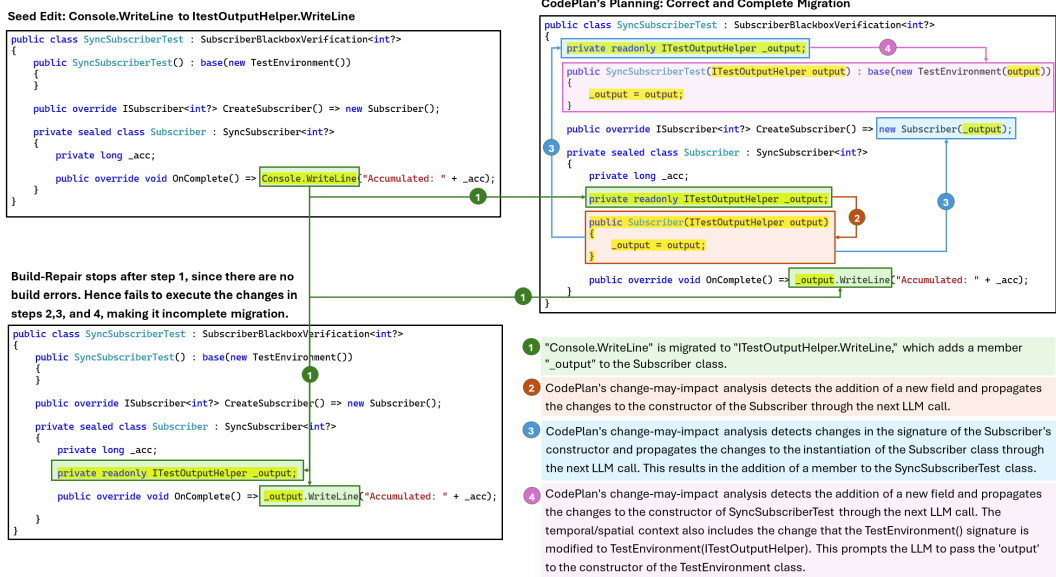 Seed Edit: Console.WriteLine to ItestOutputHelper.WriteLine
public class SyncSubscriberTest : SubscriberBlackboxVerification<int?>
{
public SyncSubscriberTest() : base(new TestEnvironment())
{
}
public override ISubscriber<int?> CreateSubscriber() => new Subscriber();
private sealed class Subscriber : SyncSubscriber<int?>
{
private long _acc;
public override void OnComplete() => Console.WriteLine("Accumulated: " + _acc);
}
}
1
Build-Repair stops after step 1, since there are no
build errors. Hence fails to execute the changes in
steps 2,3, and 4, making it incomplete migration.
1
public class SyncSubscriberTest : SubscriberBlackboxVerification<int?>
{
public SyncSubscriberTest() : base(new TestEnvironment())
{
}
1
public override ISubscriber<int?> CreateSubscriber() => new Subscriber();
private sealed class Subscriber : SyncSubscriber<int?>
{
private long _acc;
private readonly ITestOutputHelper _output;
public override void OnComplete() => _output.WriteLine("Accumulated: " + _acc);
}
}
CodePlan's Planning: Correct and Complete Migration
public class SyncSubscriberTest : SubscriberBlackboxVerification<int?>
{
private readonly ITestOutputHelper _output;
4
public SyncSubscriberTest(ITestOutputHelper output) : base(new TestEnvironment(output))
{
_output = output;
}
public override ISubscriber<int?> CreateSubscriber() => new Subscriber(_output);
3
private sealed class Subscriber : SyncSubscriber<int?>
{
private long _acc;
private readonly ITestOutputHelper _output;
3
2
public Subscriber(ITestOutputHelper output)
{
_output = output;
}
public override void OnComplete() => _output.WriteLine("Accumulated: " + _acc);
}
}
1 "Console.WriteLine" is migrated to "ITestOutputHelper.WriteLine," which adds a member
"_output" to the Subscriber class.
2 CodePlan's change-may-impact analysis detects the addition of a new field and propagates
the changes to the constructor of the Subscriber through the next LLM call.
3 CodePlan's change-may-impact analysis detects changes in the signature of the Subscriber's
constructor and propagates the changes to the instantiation of the Subscriber class through
the next LLM call. This results in the addition of a member to the SyncSubscriberTest class.
4 CodePlan's change-may-impact analysis detects the addition of a new field and propagates
the changes to the constructor of SyncSubscriberTest through the next LLM call. The
temporal/spatial context also includes the change that the TestEnvironment() signature is
modified to TestEnvironment(ITestOutputHelper). This prompts the LLM to pass the 'output'
to the constructor of the TestEnvironment class.